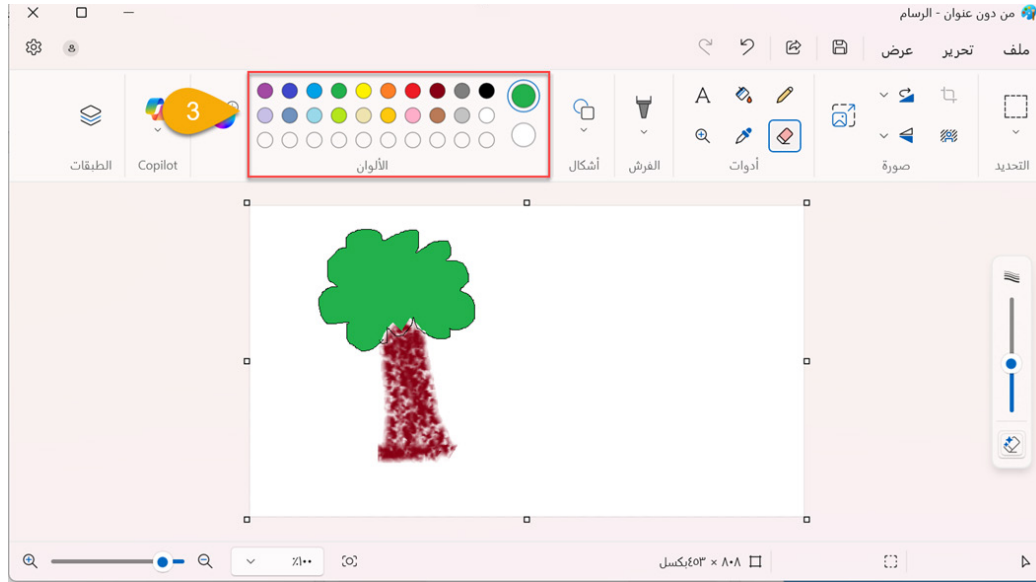 من دون عنوان - الرسام
ملف تحرير عرض
3
A
التحديد صورة أدوات الفرش أشكال الألوان Copilot الطبقات
٨٠٨ × ٤٥٣بكسل
٪١٠٠